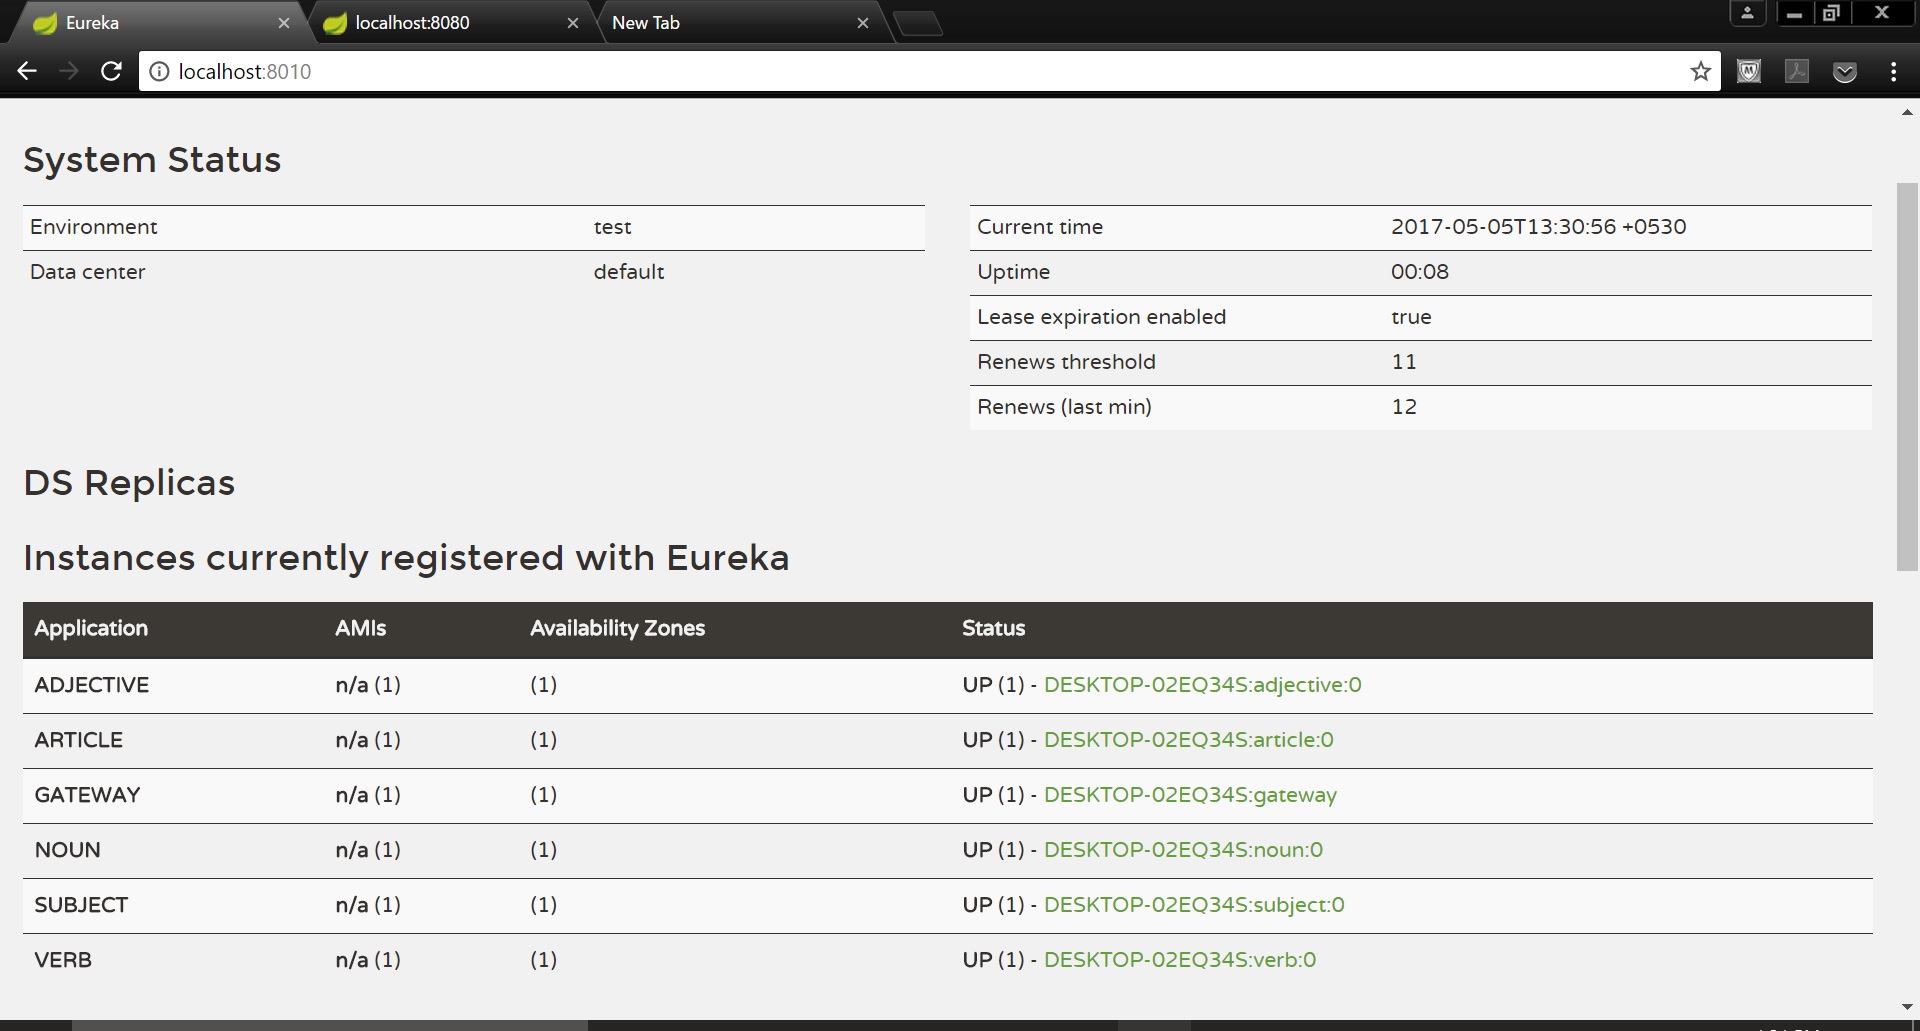 Eureka
localhost:8080
New Tab
localhost:8010
System Status
Environment test
Data center default
Current time 2017-05-05T13:30:56 +0530
Uptime 00:08
Lease expiration enabled true
Renews threshold 11
Renews (last min) 12
DS Replicas
Instances currently registered with Eureka
Application AMIs Availability Zones Status
ADJECTIVE n/a (1) (1) UP (1) - DESKTOP-02EQ34S:adjective:0
ARTICLE n/a (1) (1) UP (1) - DESKTOP-02EQ34S:article:0
GATEWAY n/a (1) (1) UP (1) - DESKTOP-02EQ34S:gateway
NOUN n/a (1) (1) UP (1) - DESKTOP-02EQ34S:noun:0
SUBJECT n/a (1) (1) UP (1) - DESKTOP-02EQ34S:subject:0
VERB n/a (1) (1) UP (1) - DESKTOP-02EQ34S:verb:0